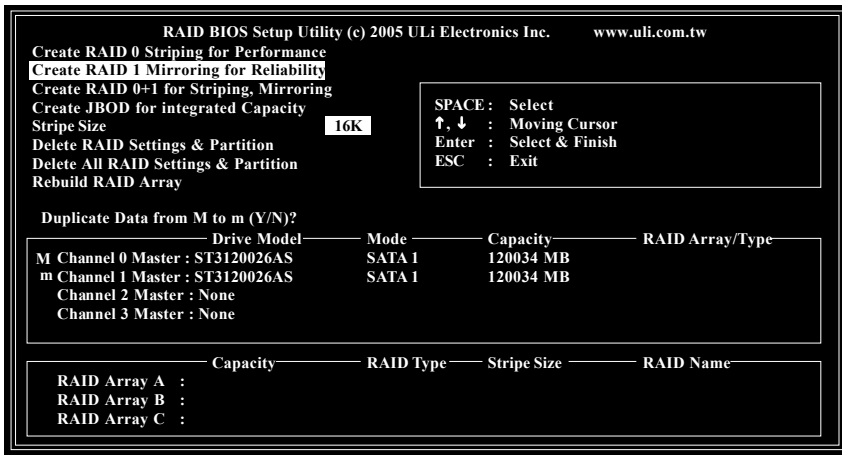 RAID BIOS Setup Utility (c) 2005 ULi Electronics Inc. www.uli.com.tw
Create RAID 0 Striping for Performance
Create RAID 1 Mirroring for Reliability
Create RAID 0+1 for Striping, Mirroring
Create JBOD for integrated Capacity
Stripe Size 16K
Delete RAID Settings & Partition
Delete All RAID Settings & Partition
Rebuild RAID Array
SPACE : Select
↑, ↓ : Moving Cursor
Enter : Select & Finish
ESC : Exit
Duplicate Data from M to m (Y/N)?
Drive Model Mode Capacity RAID Array/Type
M Channel 0 Master : ST3120026AS SATA 1 120034 MB
m Channel 1 Master : ST3120026AS SATA 1 120034 MB
Channel 2 Master : None
Channel 3 Master : None
Capacity RAID Type Stripe Size RAID Name
RAID Array A :
RAID Array B :
RAID Array C :